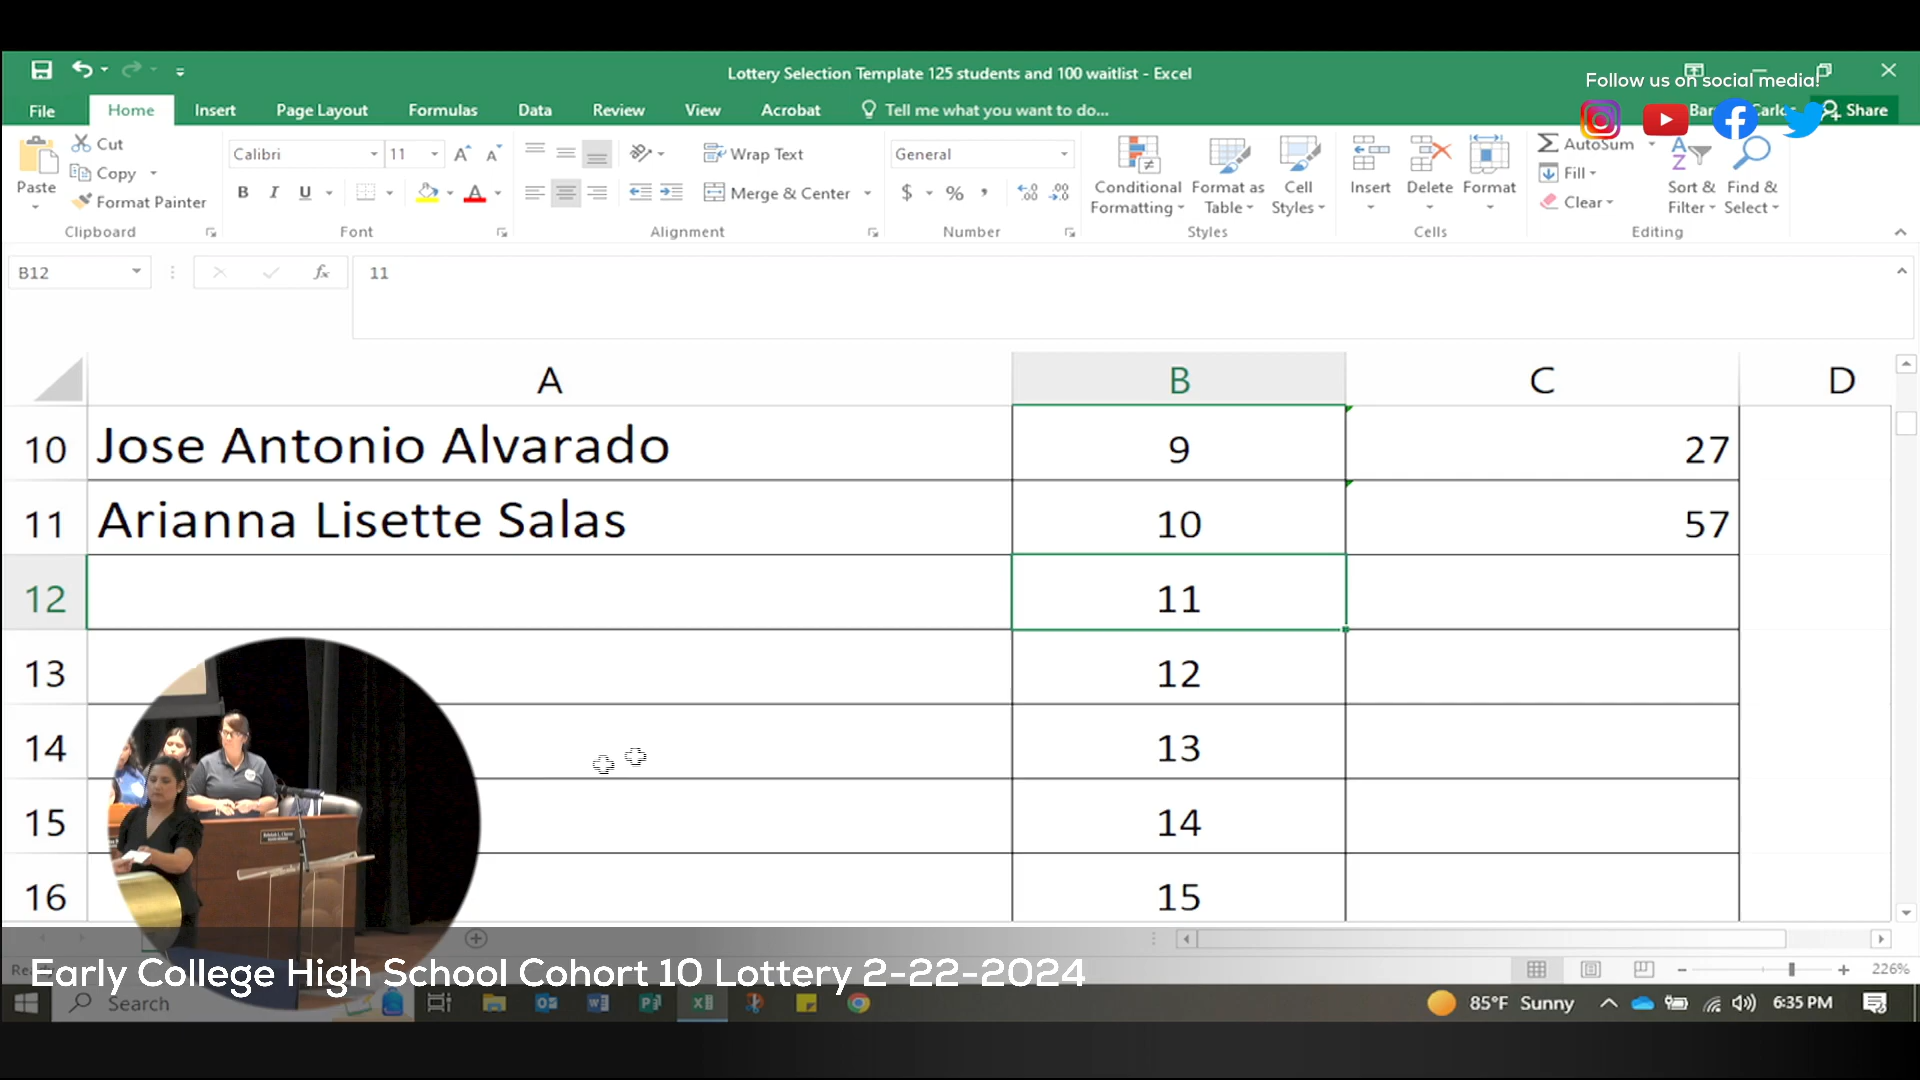 Lottery Selection Template 125 students and 100 waitlist - Excel
Follow us on social media!
File Home Insert Page Layout Formulas Data Review View Acrobat Tell me what you want to do... Share
Paste
Cut
Copy
Format Painter
Clipboard
Calibri 11
B I U A
Font
Wrap Text
Merge & Center
Alignment
General
$ % ,
Number
Conditional Formatting
Format as Table
Cell Styles
Styles
Insert Delete Format
Cells
AutoSum
Fill
Clear
Sort & Filter
Find & Select
Editing
B12 fx 11
A B C D
10 Jose Antonio Alvarado 9 27
11 Arianna Lisette Salas 10 57
12 11
13 12
14 13
15 14
16 15
Early College High School Cohort 10 Lottery 2-22-2024
226%
Search
85°F Sunny 6:35 PM